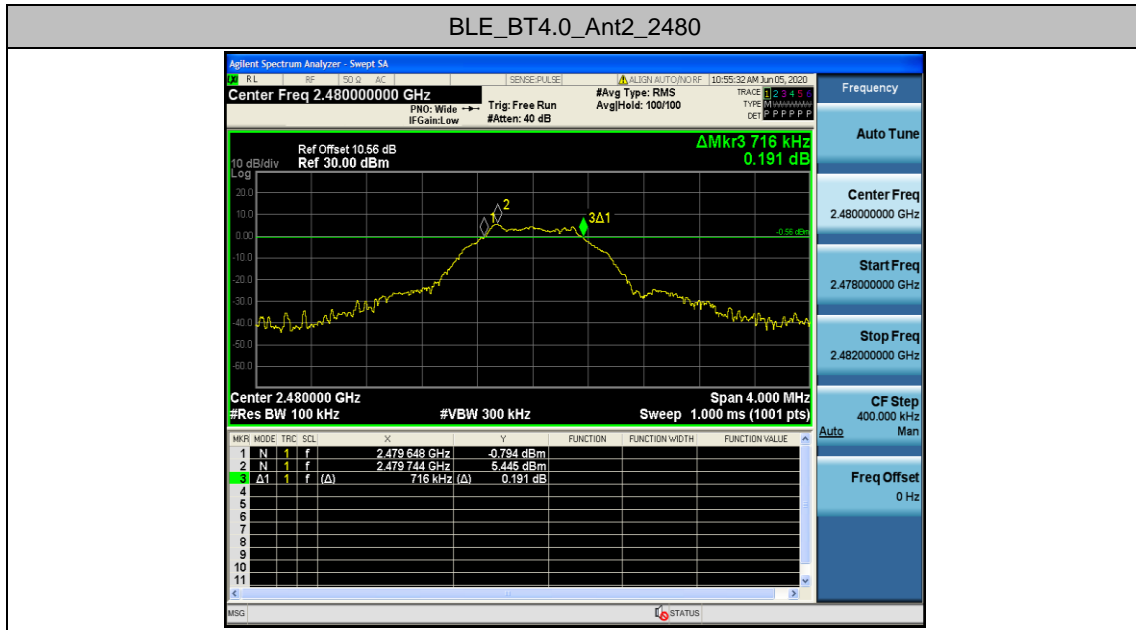 BLE_BT4.0_Ant2_2480
Agilent Spectrum Analyzer - Swept SA
RL RF 50 Ω AC SENSE:PULSE ALIGN AUTO/NO RF 10:55:32 AM Jun 05, 2020
Center Freq 2.480000000 GHz
PNO: Wide
IFGain:Low
Trig: Free Run
#Atten: 40 dB
#Avg Type: RMS
Avg|Hold: 100/100
TRACE 1 2 3 4 5 6
TYPE M
DET P P P P P P
Frequency
Auto Tune
Center Freq
2.480000000 GHz
Start Freq
2.478000000 GHz
Stop Freq
2.482000000 GHz
CF Step
400.000 kHz
Auto Man
Freq Offset
0 Hz
ΔMkr3 716 kHz
0.191 dB
Ref Offset 10.56 dB
10 dB/div Ref 30.00 dBm
Log
20.0
10.0
0.00
-10.0
-20.0
-30.0
-40.0
-50.0
-60.0
1
2
3Δ1
-0.56 dBm
Center 2.480000 GHz Span 4.000 MHz
#Res BW 100 kHz #VBW 300 kHz Sweep 1.000 ms (1001 pts)
MKR MODE TRC SCL X Y FUNCTION FUNCTION WIDTH FUNCTION VALUE
1 N 1 f 2.479 648 GHz -0.794 dBm
2 N 1 f 2.479 744 GHz 5.445 dBm
3 Δ1 1 f (Δ) 716 kHz (Δ) 0.191 dB
4
5
6
7
8
9
10
11
MSG STATUS